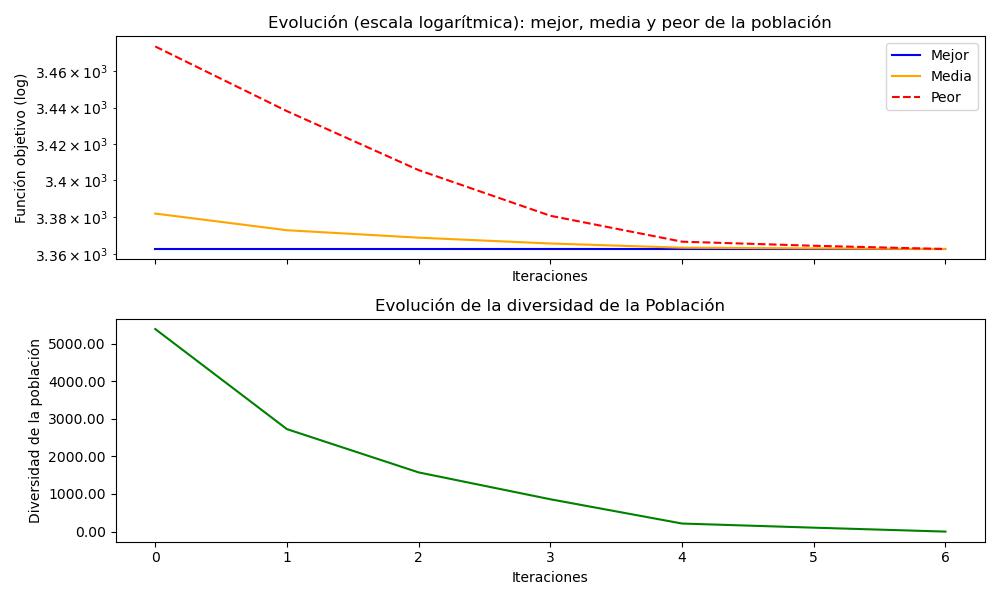 Evolución (escala logarítmica): mejor, media y peor de la población
Función objetivo (log)
3.46 × 10³
3.44 × 10³
3.42 × 10³
3.4 × 10³
3.38 × 10³
3.36 × 10³
Mejor
Media
Peor
Iteraciones
Evolución de la diversidad de la Población
Diversidad de la población
5000.00
4000.00
3000.00
2000.00
1000.00
0.00
0 1 2 3 4 5 6
Iteraciones